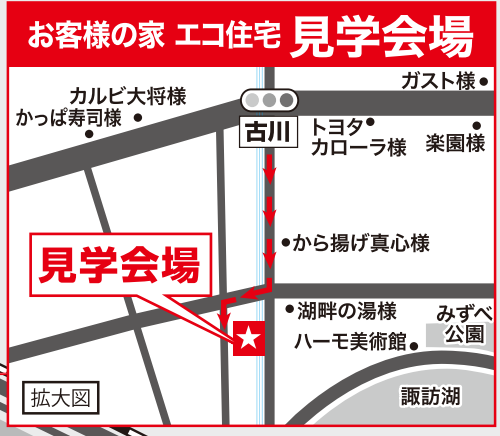 お客様の家 エコ住宅 見学会場
ガスト様
カルビ大将様
かっぱ寿司様
古川
トヨタ
カローラ様
楽園様
から揚げ真心様
見学会場
湖畔の湯様
みずべ
公園
ハーモ美術館
諏訪湖
拡大図